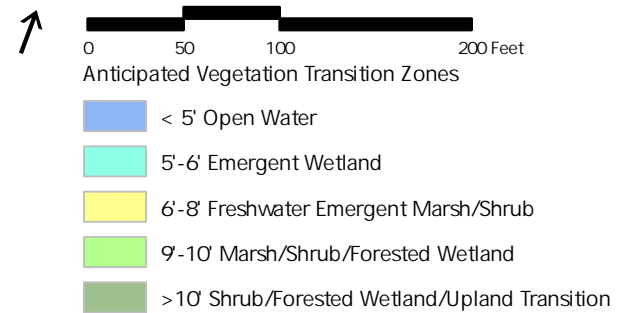 0 50 100 200 Feet
Anticipated Vegetation Transition Zones
< 5' Open Water
5'-6' Emergent Wetland
6'-8' Freshwater Emergent Marsh/Shrub
9'-10' Marsh/Shrub/Forested Wetland
>10' Shrub/Forested Wetland/Upland Transition